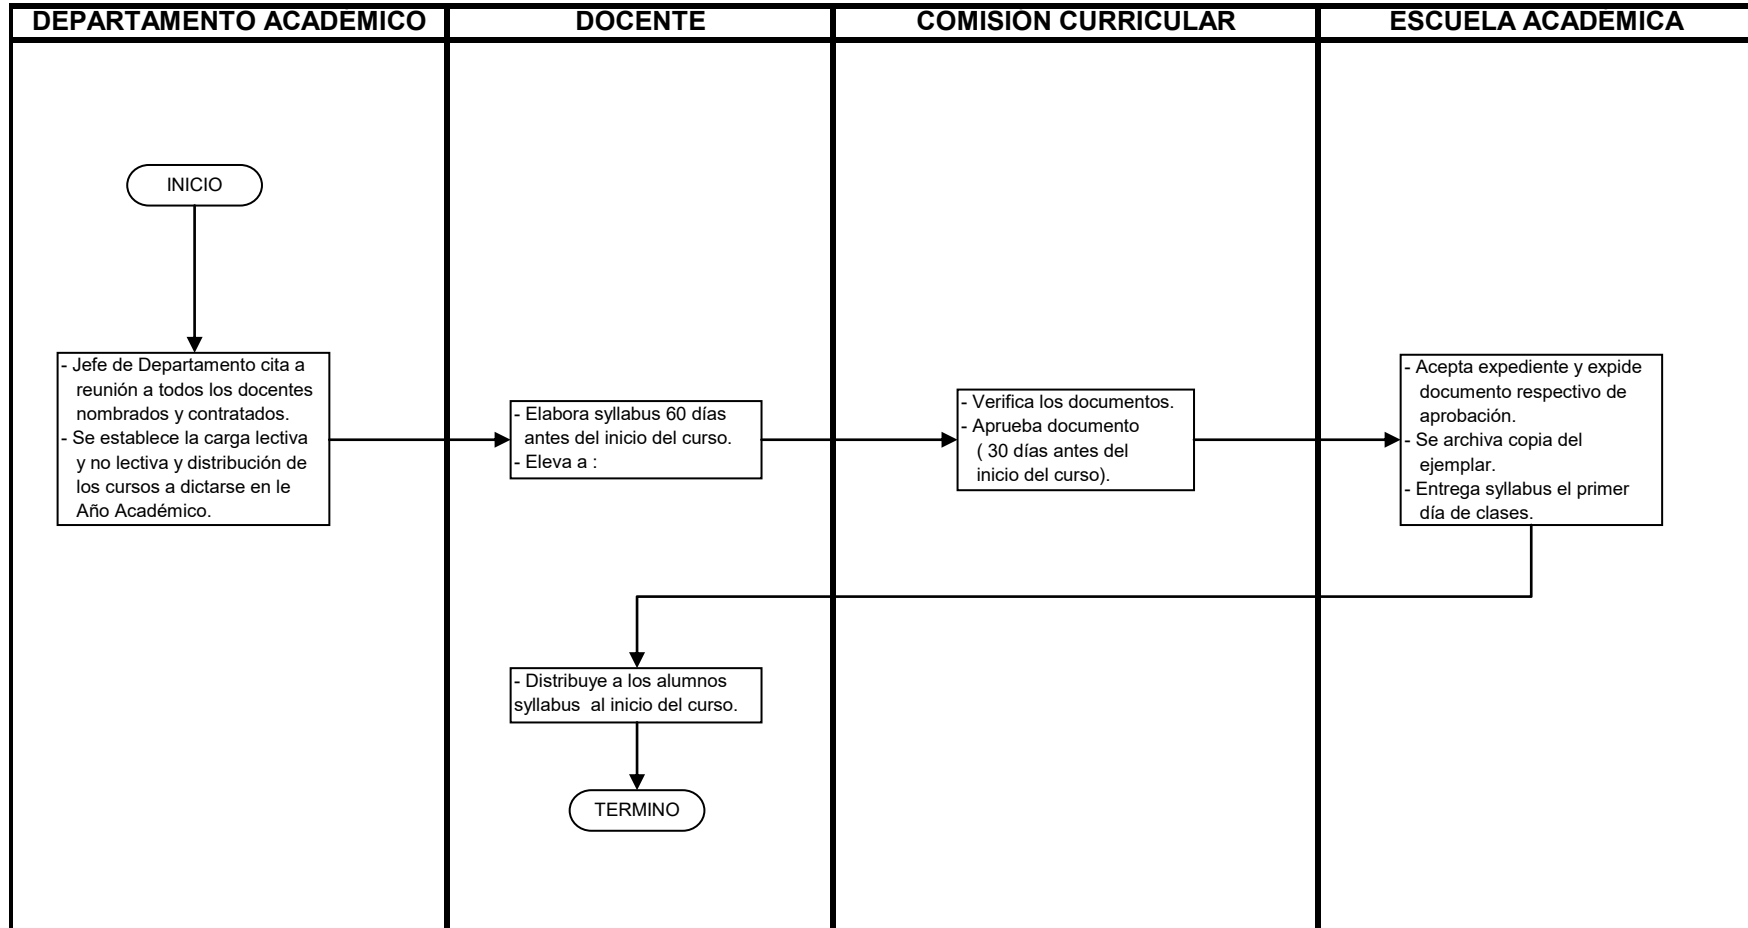 DEPARTAMENTO ACADÉMICO
DOCENTE
COMISIÓN CURRICULAR
ESCUELA ACADÉMICA
INICIO
- Jefe de Departamento cita a
reunión a todos los docentes
nombrados y contratados.
- Se establece la carga lectiva
y no lectiva y distribución de
los cursos a dictarse en le
Año Académico.
- Elabora syllabus 60 días
antes del inicio del curso.
- Eleva a :
- Verifica los documentos.
- Aprueba documento
( 30 días antes del
inicio del curso).
- Acepta expediente y expide
documento respectivo de
aprobación.
- Se archiva copia del
ejemplar.
- Entrega syllabus el primer
día de clases.
- Distribuye a los alumnos
syllabus  al inicio del curso.
TERMINO